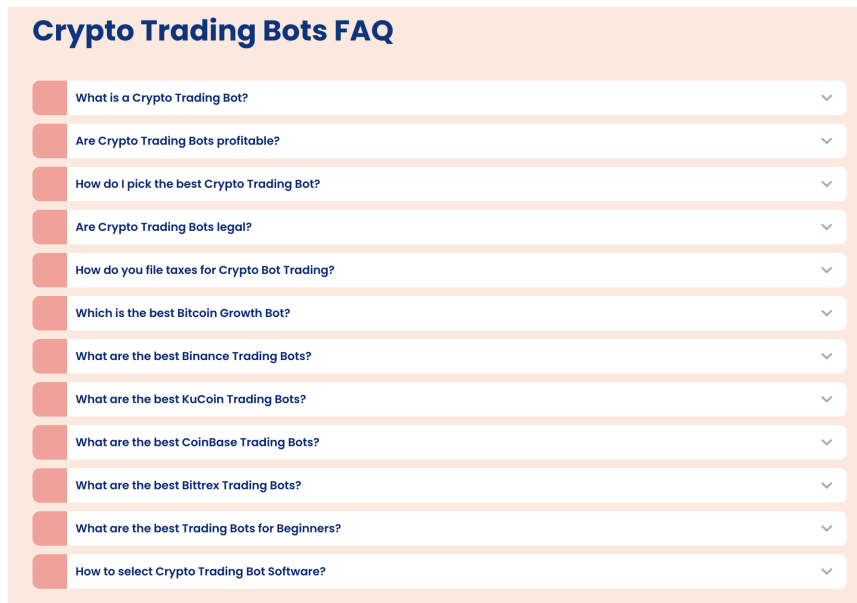 Crypto Trading Bots FAQ
What is a Crypto Trading Bot?
Are Crypto Trading Bots profitable?
How do I pick the best Crypto Trading Bot?
Are Crypto Trading Bots legal?
How do you file taxes for Crypto Bot Trading?
Which is the best Bitcoin Growth Bot?
What are the best Binance Trading Bots?
What are the best KuCoin Trading Bots?
What are the best CoinBase Trading Bots?
What are the best Bittrex Trading Bots?
What are the best Trading Bots for Beginners?
How to select Crypto Trading Bot Software?